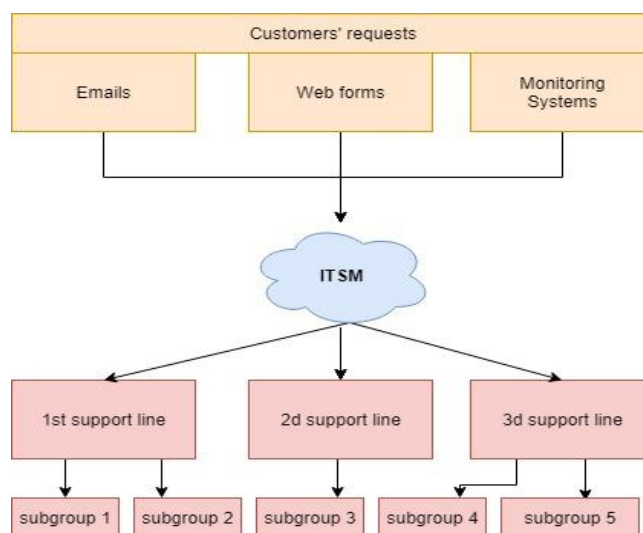 Customers' requests
Emails
Web forms
Monitoring
Systems
ITSM
1st support line
2d support line
3d support line
subgroup 1
subgroup 2
subgroup 3
subgroup 4
subgroup 5